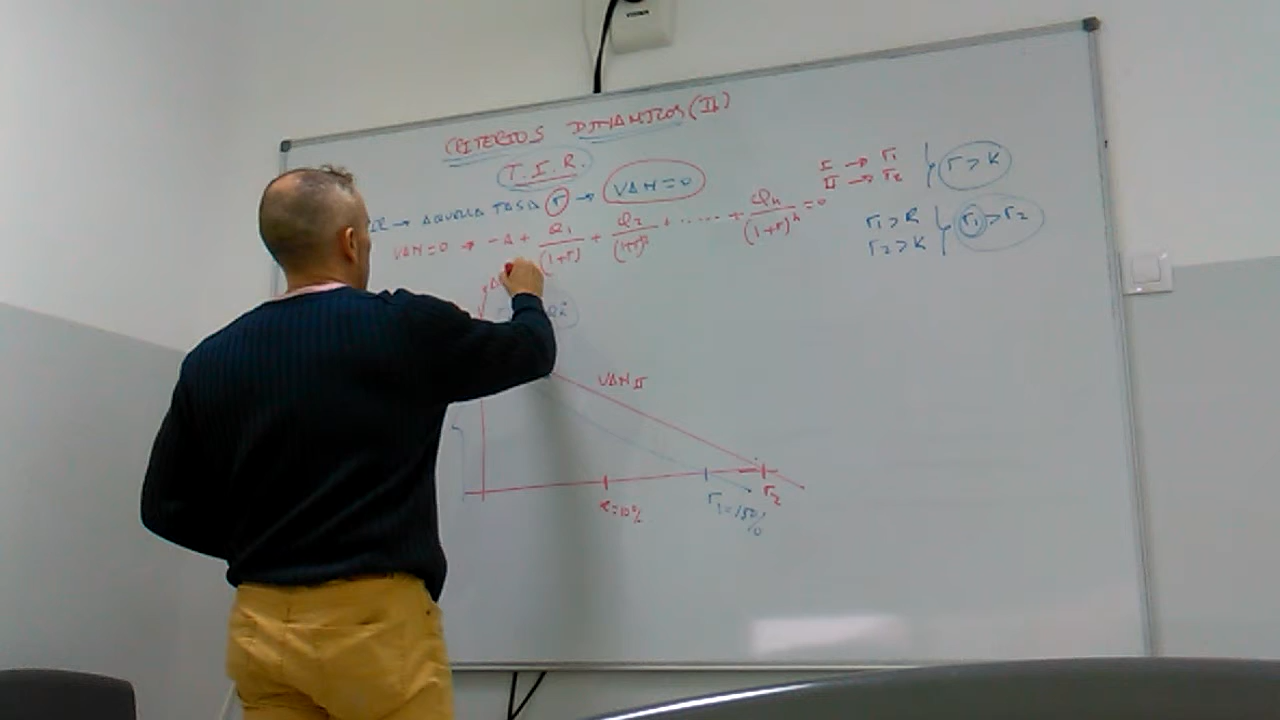 CRITERIOS DINAMICOS (II)
T.I.R.
→ AQUELLA TASA r → VAN=0
VAN=0 → -A + Q1/(1+r) + Q2/(1+r)² + ..... + Qn/(1+r)^n = 0
I → r1
II → r2
r > K
r1 > K
r2 > K
r1 > r2
VAN II
K=10%
r1=15%
r2